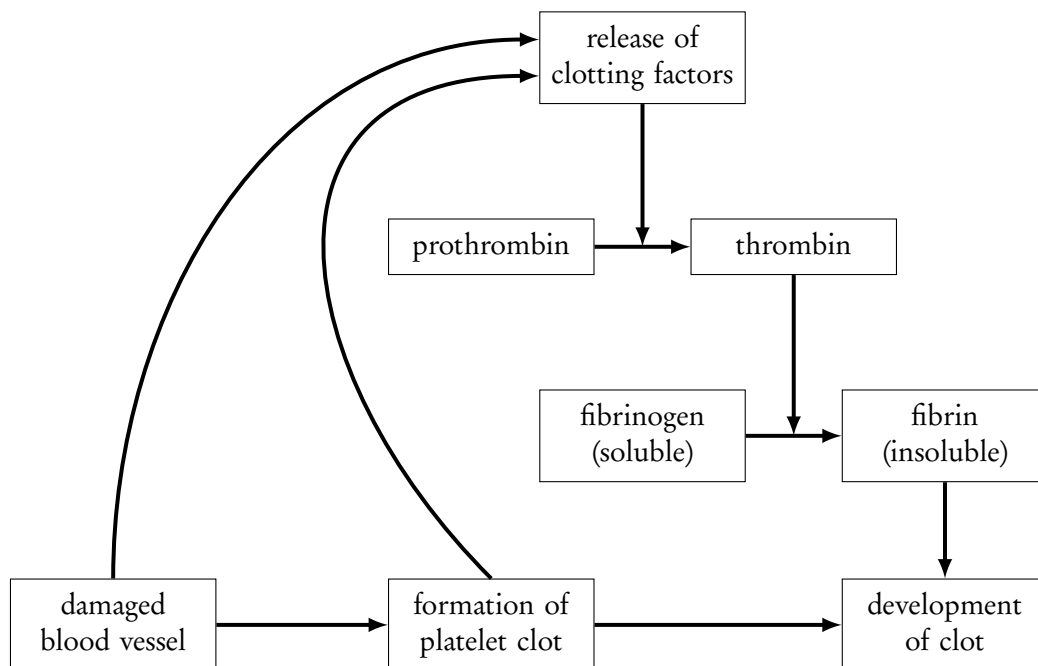 release of
clotting factors
prothrombin
thrombin
fibrinogen
(soluble)
fibrin
(insoluble)
damaged
blood vessel
formation of
platelet clot
development
of clot